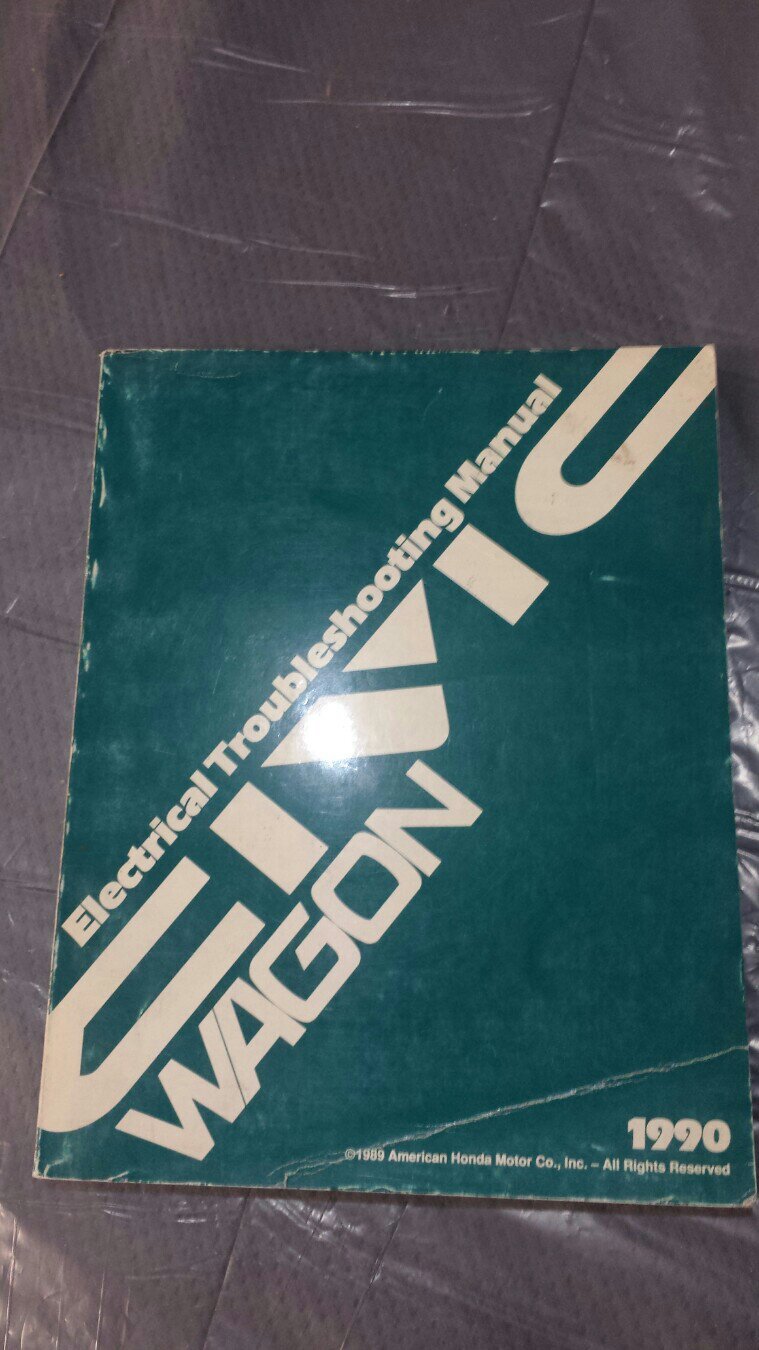 Electrical Troubleshooting Manual
CIVIC
WAGON
1990
©1989 American Honda Motor Co., Inc. – All Rights Reserved